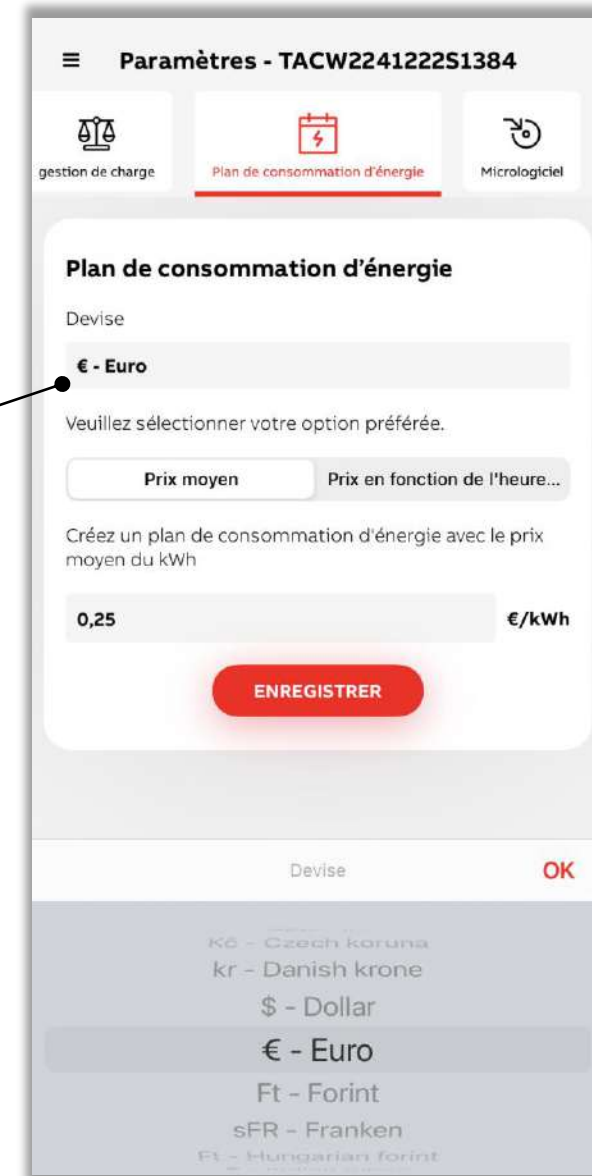 Paramètres - TACW2241222S1384
gestion de charge
Plan de consommation d'énergie
Micrologiciel
Plan de consommation d'énergie
Devise
€ - Euro
Veuillez sélectionner votre option préférée.
Prix moyen
Prix en fonction de l'heure...
Créez un plan de consommation d'énergie avec le prix
moyen du kWh
0,25
€/kWh
ENREGISTRER
Devise
OK
Kč - Czech koruna
kr - Danish krone
$ - Dollar
€ - Euro
Ft - Forint
sFR - Franken
Ft - Hungarian forint